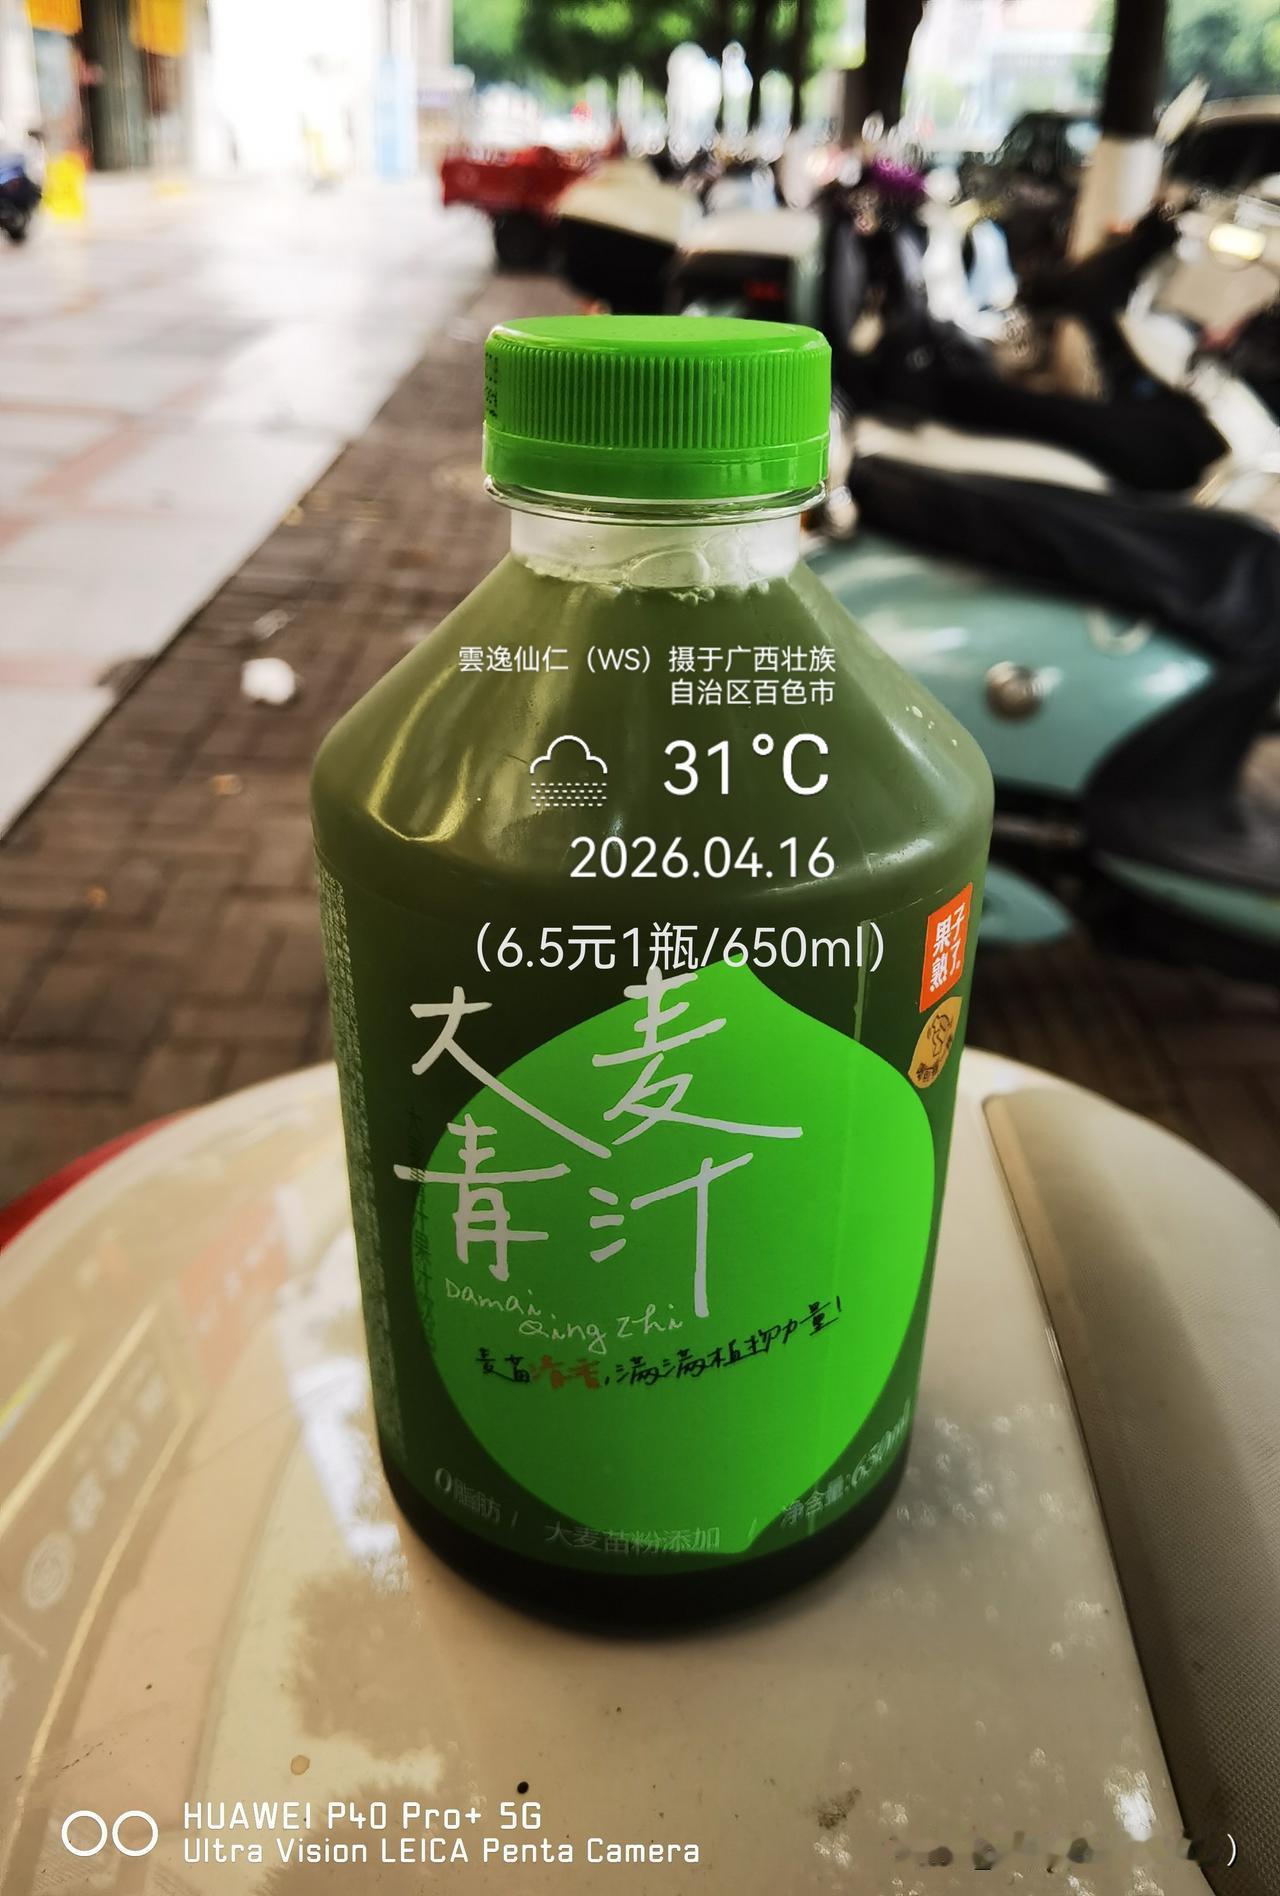 雲逸仙仁（WS）摄于广西壮族
自治区百色市
31°C
2026.04.16
（6.5元1瓶/650ml）
果子
熟了
大麦
青汁
Damai
Qing Zhi
麦苗清香,满满植物力量!
0脂肪 / 大麦苗粉添加 / 净含量:650ml
HUAWEI P40 Pro+ 5G
Ultra Vision LEICA Penta Camera
)